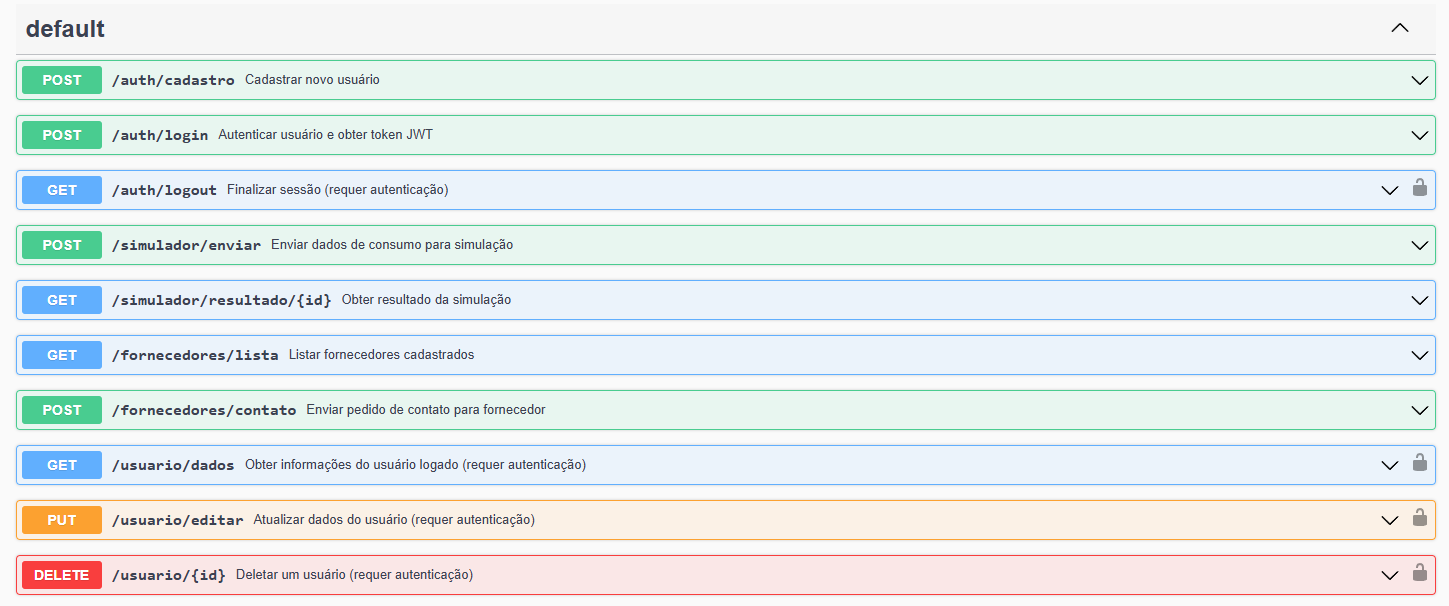 default
POST /auth/cadastro Cadastrar novo usuário
POST /auth/login Autenticar usuário e obter token JWT
GET /auth/logout Finalizar sessão (requer autenticação)
POST /simulador/enviar Enviar dados de consumo para simulação
GET /simulador/resultado/{id} Obter resultado da simulação
GET /fornecedores/lista Listar fornecedores cadastrados
POST /fornecedores/contato Enviar pedido de contato para fornecedor
GET /usuario/dados Obter informações do usuário logado (requer autenticação)
PUT /usuario/editar Atualizar dados do usuário (requer autenticação)
DELETE /usuario/{id} Deletar um usuário (requer autenticação)